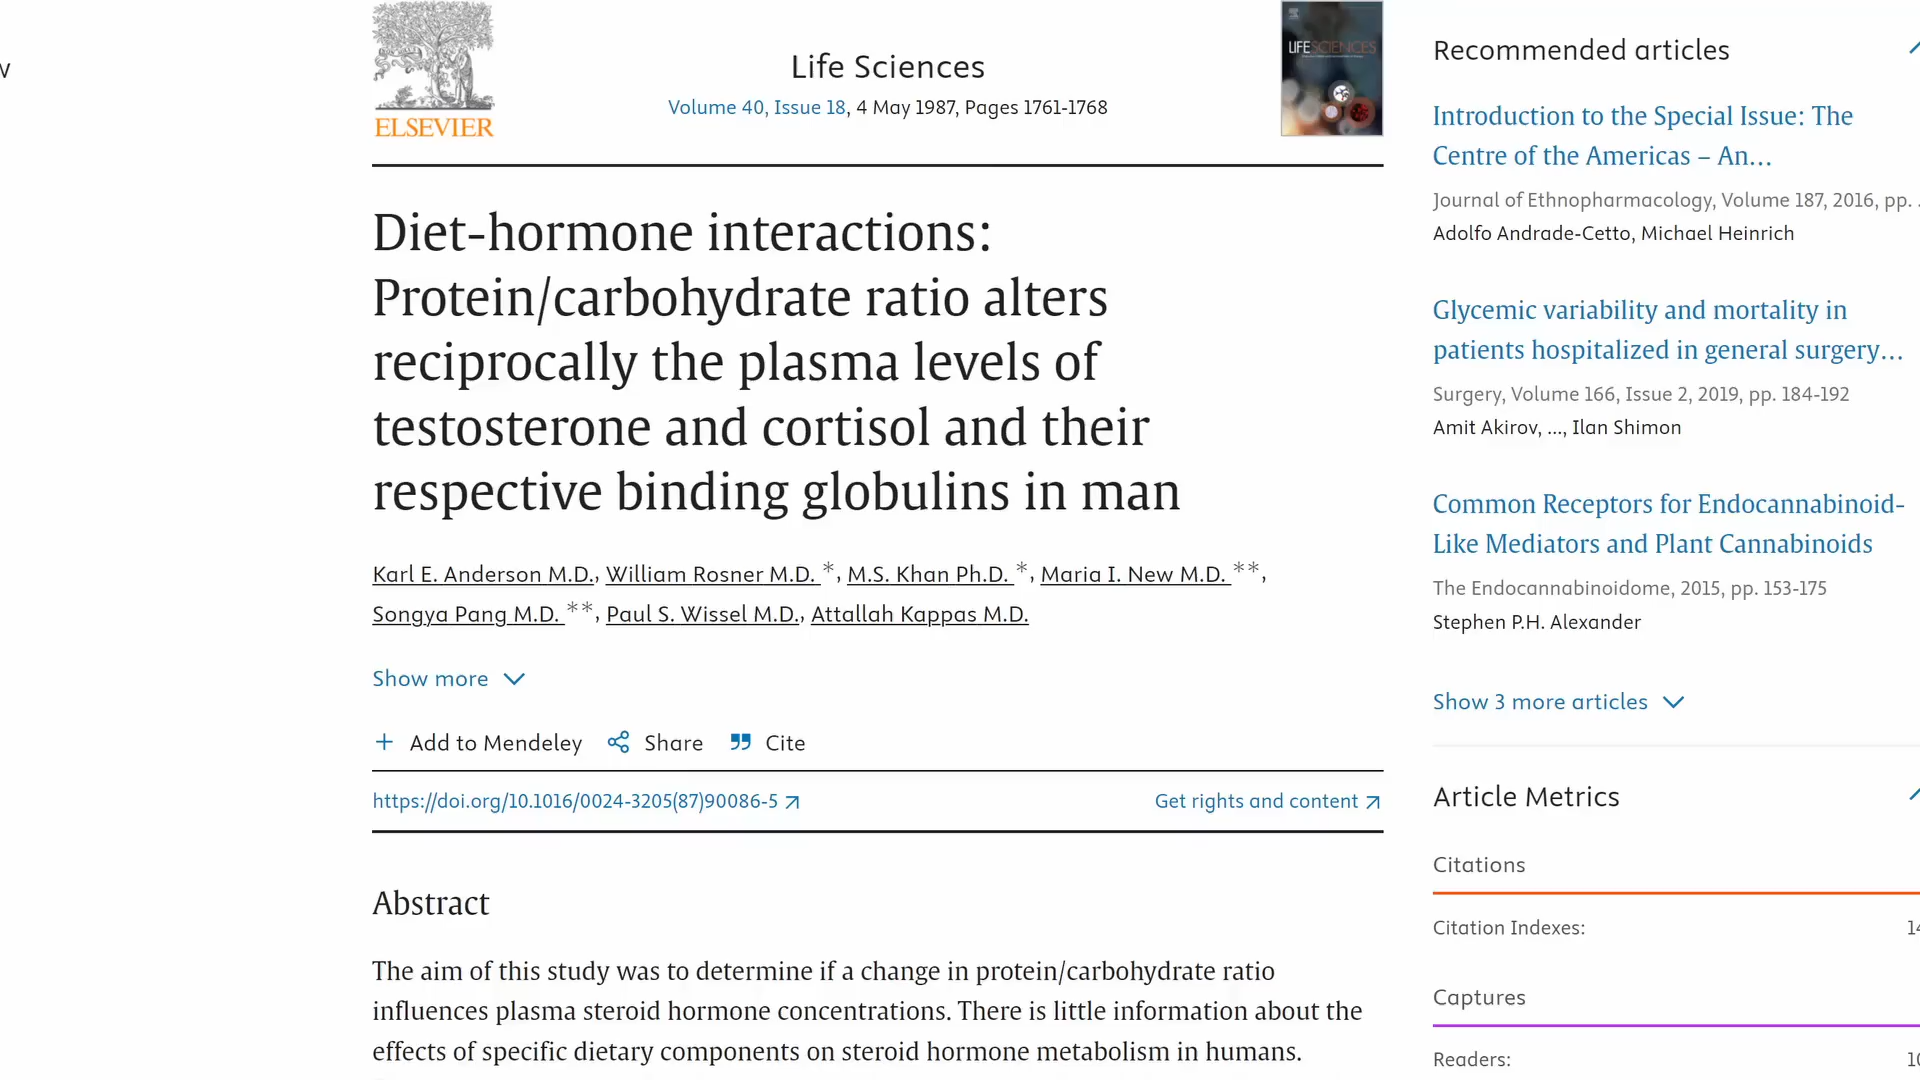 ELSEVIER
Life Sciences
Volume 40, Issue 18, 4 May 1987, Pages 1761-1768
LIFE SCIENCES
Diet-hormone interactions:
Protein/carbohydrate ratio alters
reciprocally the plasma levels of
testosterone and cortisol and their
respective binding globulins in man
Karl E. Anderson M.D., William Rosner M.D. *, M.S. Khan Ph.D. *, Maria I. New M.D. **,
Songya Pang M.D. **, Paul S. Wissel M.D., Attallah Kappas M.D.
Show more
Add to Mendeley Share Cite
https://doi.org/10.1016/0024-3205(87)90086-5 Get rights and content
Abstract
The aim of this study was to determine if a change in protein/carbohydrate ratio
influences plasma steroid hormone concentrations. There is little information about the
effects of specific dietary components on steroid hormone metabolism in humans.
Recommended articles
Introduction to the Special Issue: The
Centre of the Americas – An…
Journal of Ethnopharmacology, Volume 187, 2016, pp.
Adolfo Andrade-Cetto, Michael Heinrich
Glycemic variability and mortality in
patients hospitalized in general surgery…
Surgery, Volume 166, Issue 2, 2019, pp. 184-192
Amit Akirov, …, Ilan Shimon
Common Receptors for Endocannabinoid-
Like Mediators and Plant Cannabinoids
The Endocannabinoidome, 2015, pp. 153-175
Stephen P.H. Alexander
Show 3 more articles
Article Metrics
Citations
Citation Indexes:
Captures
Readers: